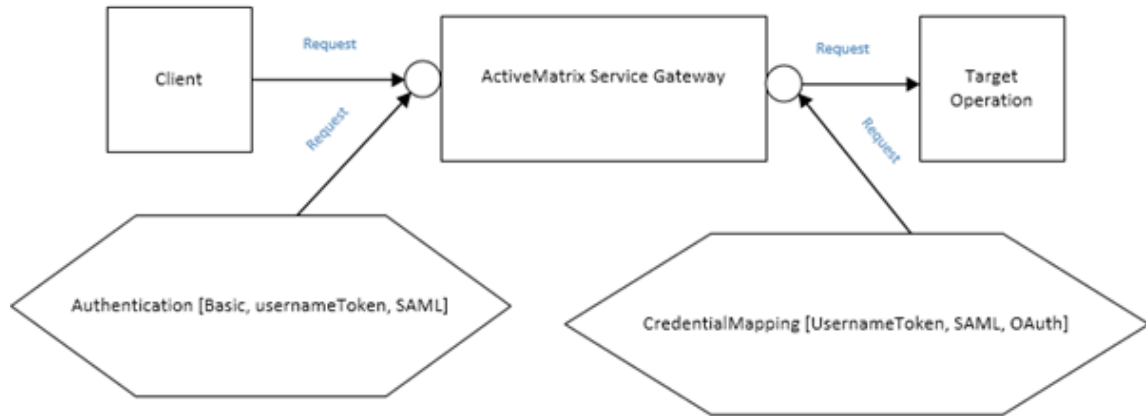 Request
Request
Client
ActiveMatrix Service Gateway
Target
Operation
Request
Request
Authentication [Basic, usernameToken, SAML]
CredentialMapping [UsernameToken, SAML, OAuth]